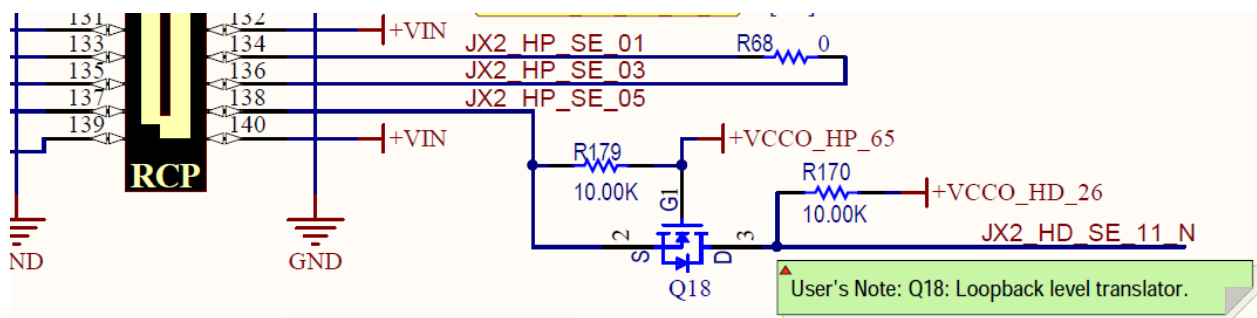 131 132 +VIN
133 134 JX2_HP_SE_01 R68 0
135 136 JX2_HP_SE_03
137 138 JX2_HP_SE_05
139 140 +VIN +VCCO_HP_65
RCP R179 R170
10.00K 10.00K +VCCO_HD_26
G1
2 3 JX2_HD_SE_11_N
S D
ND GND
Q18 User's Note: Q18: Loopback level translator.